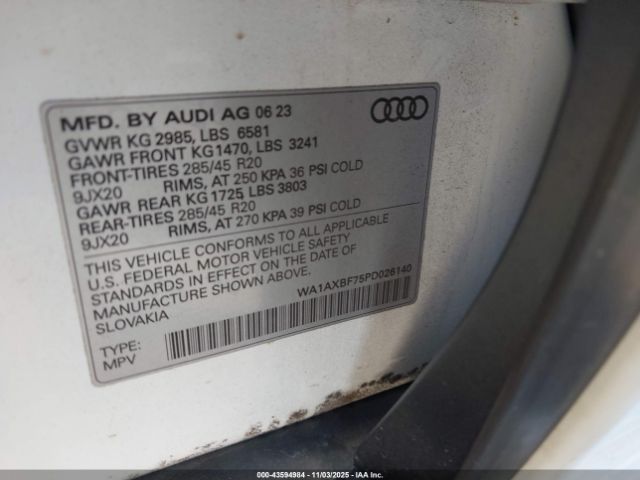 MFD. BY AUDI AG 06 23
GVWR KG 2985, LBS 6581
GAWR FRONT KG1470, LBS 3241
FRONT-TIRES 285/45 R20
9JX20 RIMS, AT 250 KPA 36 PSI COLD
GAWR REAR KG 1725 LBS 3803
REAR-TIRES 285/45 R20
9JX20 RIMS, AT 270 KPA 39 PSI COLD
THIS VEHICLE CONFORMS TO ALL APPLICABLE
U.S. FEDERAL MOTOR VEHICLE SAFETY
STANDARDS IN EFFECT ON THE DATE OF
MANUFACTURE SHOWN ABOVE.
SLOVAKIA
WA1AXBF75PD026140
TYPE:
MPV
000-43594984 - 11/03/2025 - IAA Inc.